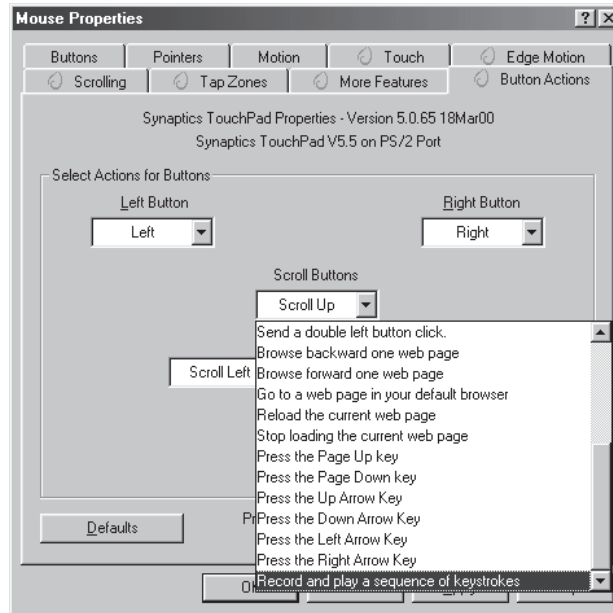 Mouse Properties
Buttons Pointers Motion Touch Edge Motion
Scrolling Tap Zones More Features Button Actions
Synaptics TouchPad Properties - Version 5.0.65 18Mar00
Synaptics TouchPad V5.5 on PS/2 Port
Select Actions for Buttons
Left Button Right Button
Left Right
Scroll Buttons
Scroll Up
Send a double left button click.
Browse backward one web page
Scroll Left Browse forward one web page
Go to a web page in your default browser
Reload the current web page
Stop loading the current web page
Press the Page Up key
Press the Page Down key
Press the Up Arrow Key
Defaults Press the Down Arrow Key
Press the Left Arrow Key
Press the Right Arrow Key
Record and play a sequence of keystrokes